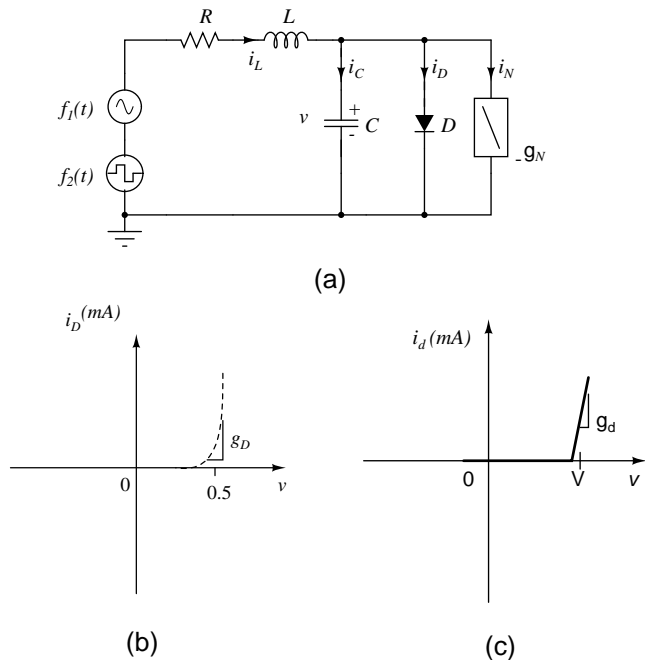 R
L
i_L
i_C
i_D
i_N
f_1(t)
v
+
-
C
D
- g_N
f_2(t)
(a)
i_D (mA)
g_D
0
0.5
v
(b)
i_d (mA)
g_d
0
V
v
(c)